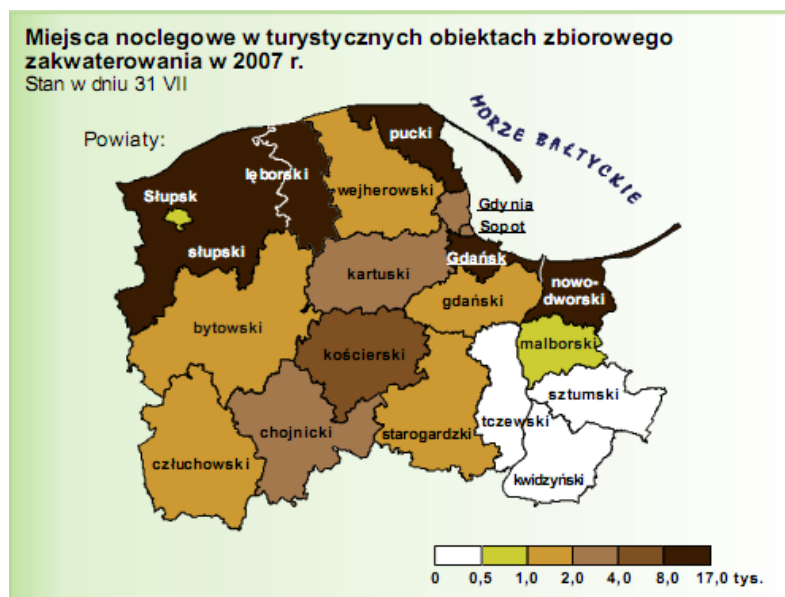 Miejsca noclegowe w turystycznych obiektach zbiorowego
zakwaterowania w 2007 r.
Stan w dniu 31 VII
Powiaty:
MORZE BAŁTYCKIE
pucki
lęborski
wejherowski
Słupsk
Gdynia
Sopot
słupski
Gdańsk
kartuski
nowo-
dworski
gdański
bytowski
malborski
kościerski
sztumski
tczewski
chojnicki
starogardzki
człuchowski
kwidzyński
0 0,5 1,0 2,0 4,0 8,0 17,0 tys.